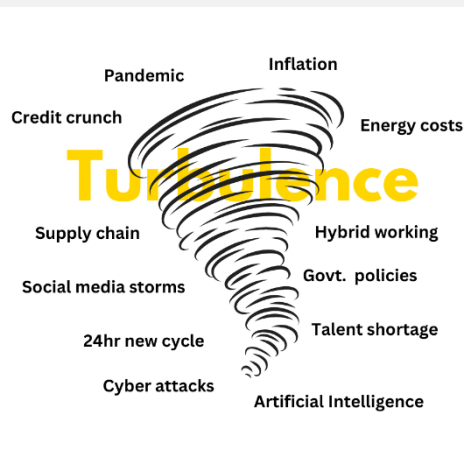 Inflation
Pandemic
Credit crunch
Energy costs
Turbulence
Supply chain
Hybrid working
Govt. policies
Social media storms
Talent shortage
24hr new cycle
Cyber attacks
Artificial Intelligence